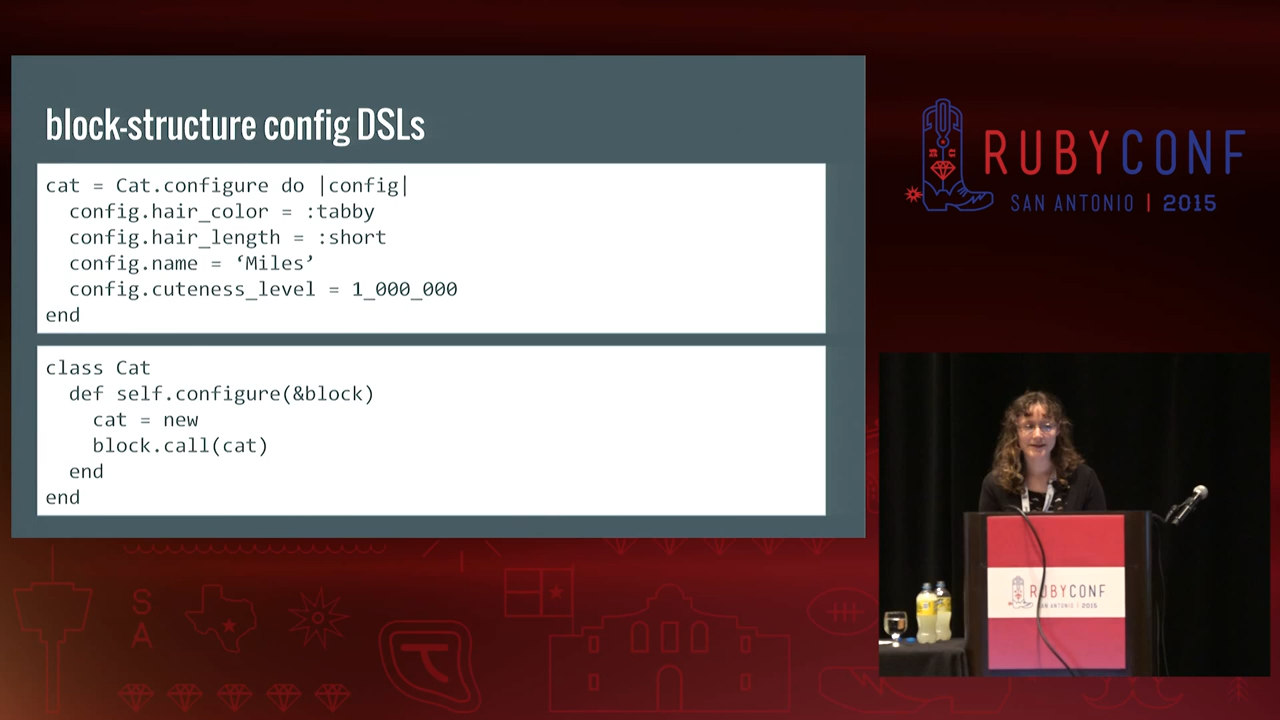 block-structure config DSLs
cat = Cat.configure do |config|
  config.hair_color = :tabby
  config.hair_length = :short
  config.name = ‘Miles’
  config.cuteness_level = 1_000_000
end
class Cat
  def self.configure(&block)
    cat = new
    block.call(cat)
  end
end
RUBYCONF
SAN ANTONIO | 2015
RUBYCONF
SAN ANTONIO | 2015
S
A